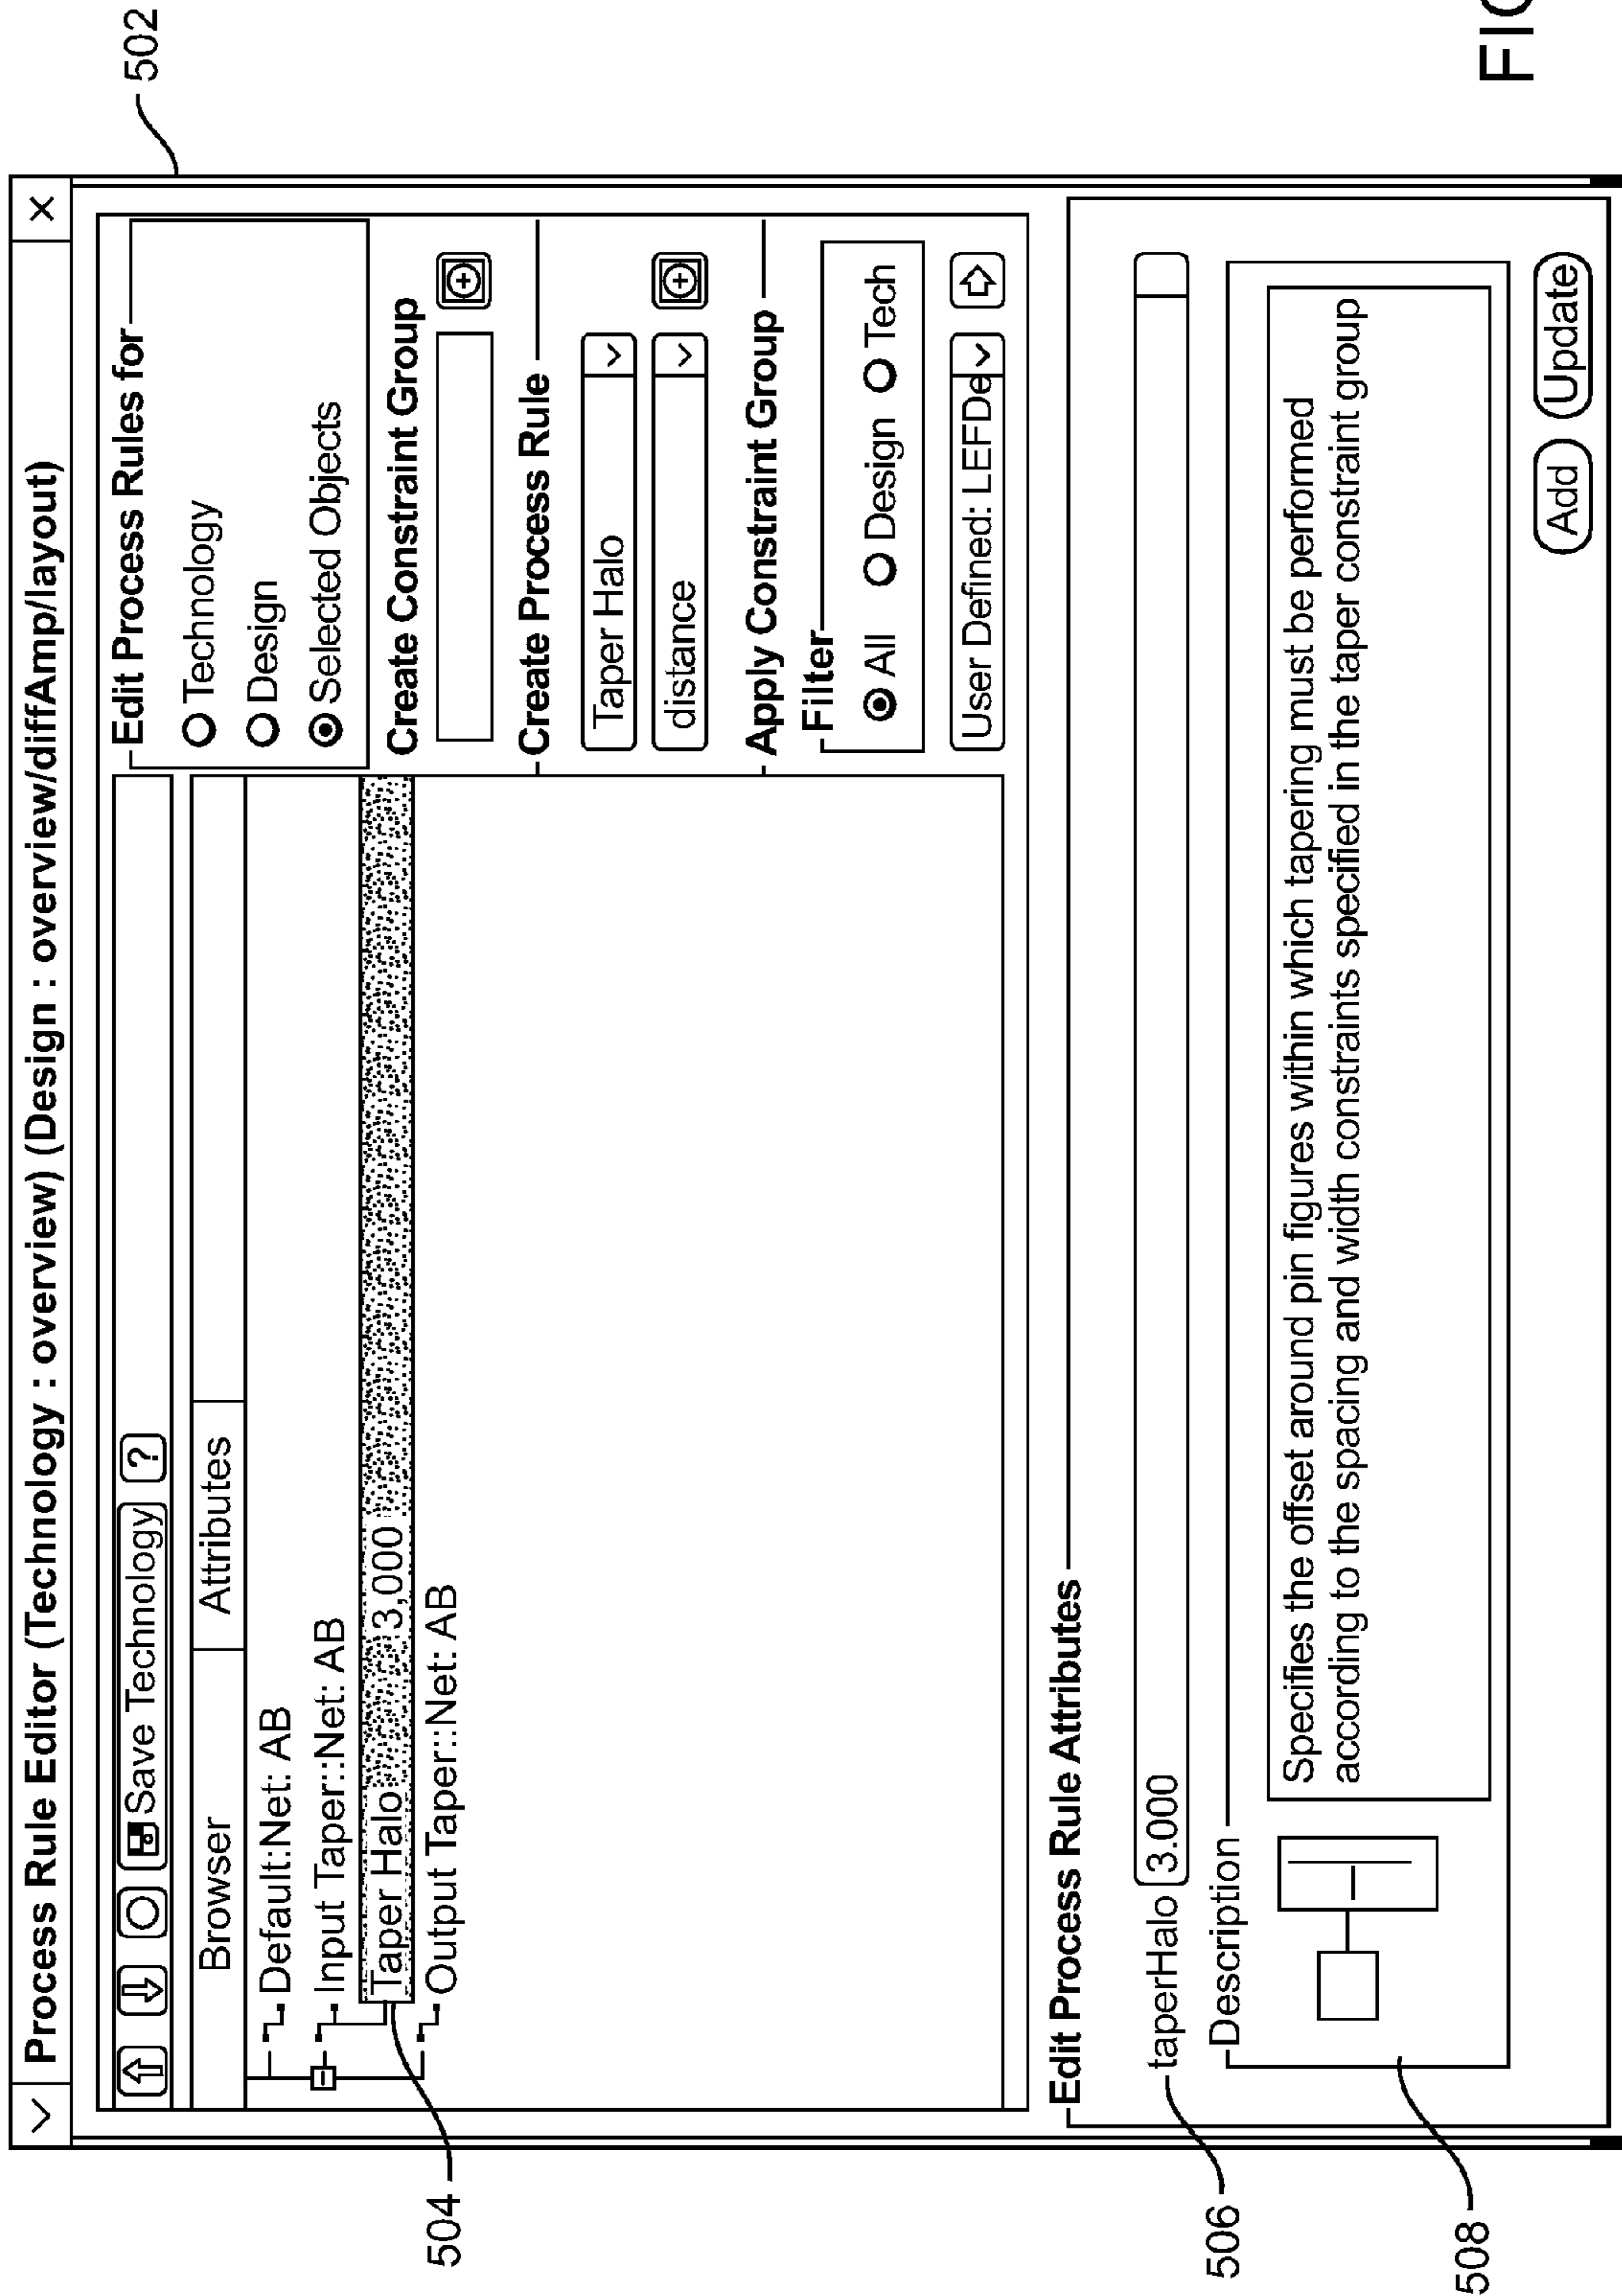 502
Process Rule Editor (Technology : overview) (Design : overview/diffAmp/layout)
X
Save Technology
?
Browser
Attributes
Default:Net: AB
Input Taper::Net: AB
Taper Halo
3,000
Output Taper::Net: AB
504
Edit Process Rules for
Technology
Design
Selected Objects
Create Constraint Group
Create Process Rule
Taper Halo
distance
Apply Constraint Group
Filter
All
Design
Tech
User Defined: LEFDe
Edit Process Rule Attributes
506
taperHalo
3.000
Description
508
Specifies the offset around pin figures within which tapering must be performed
according to the spacing and width constraints specified in the taper constraint group
Add
Update